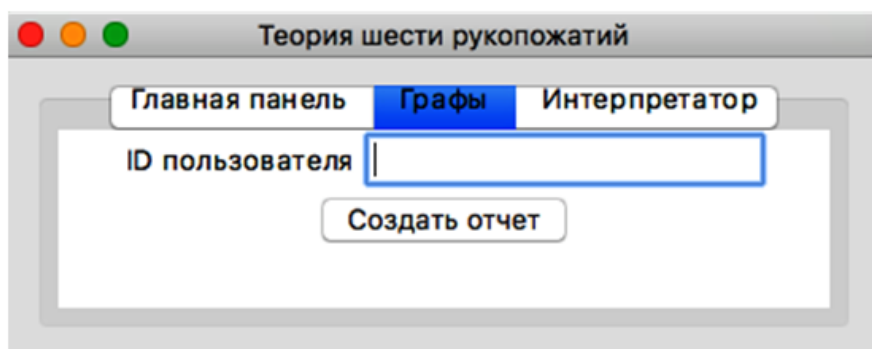 Теория шести рукопожатий
Главная панель Графы Интерпретатор
ID пользователя
Создать отчет